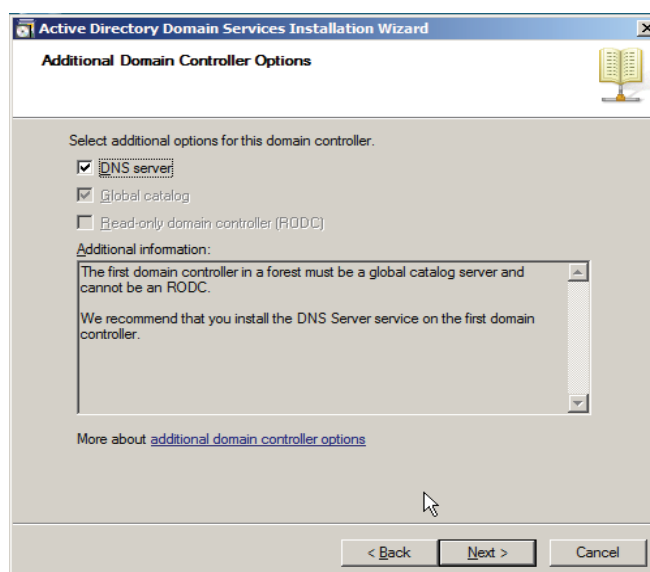 Active Directory Domain Services Installation Wizard
Additional Domain Controller Options
Select additional options for this domain controller.
DNS server
Global catalog
Read-only domain controller (RODC)
Additional information:
The first domain controller in a forest must be a global catalog server and
cannot be an RODC.
We recommend that you install the DNS Server service on the first domain
controller.
More about additional domain controller options
< Back
Next >
Cancel